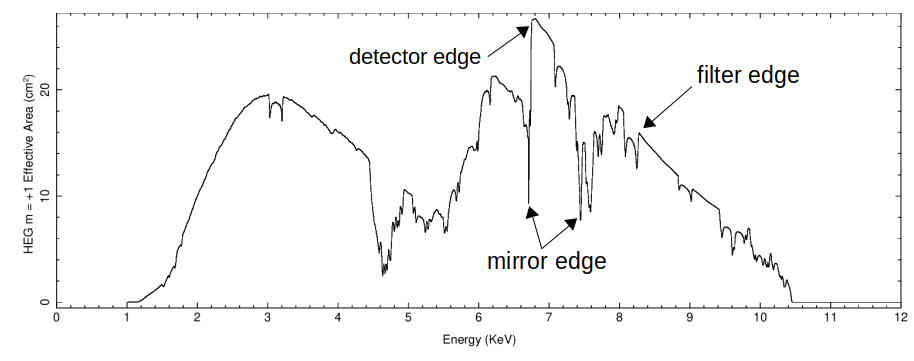 detector edge
filter edge
mirror edge
HEG m = +1 Effective Area (cm²)
20
10
0
0 1 2 3 4 5 6 7 8 9 10 11 12
Energy (KeV)